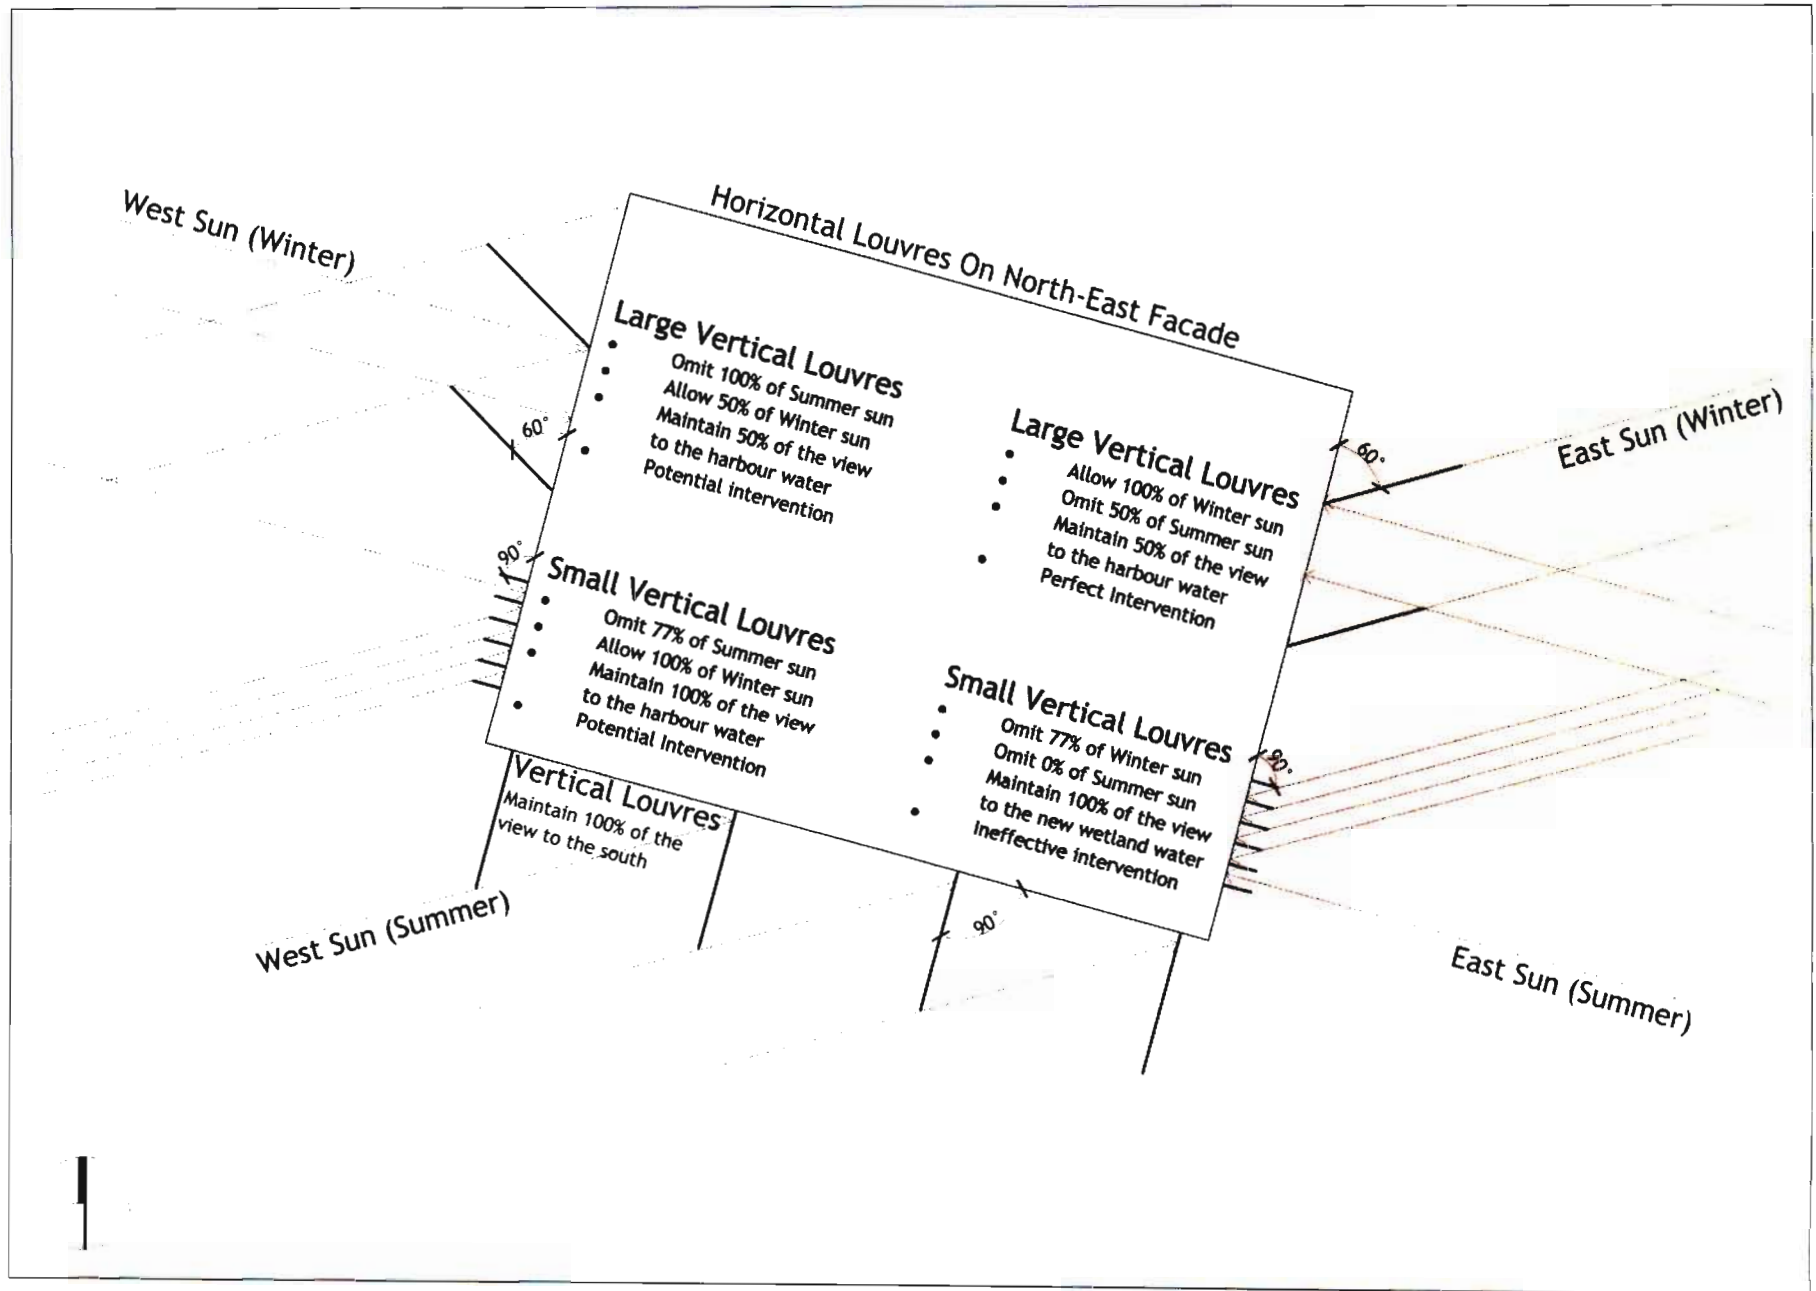 West Sun (Winter)
Horizontal Louvres On North-East Facade
Large Vertical Louvres
• Omit 100% of Summer sun
• Allow 50% of Winter sun
• Maintain 50% of the view
to the harbour water
• Potential intervention
60°
Large Vertical Louvres
• Allow 100% of Winter sun
• Omit 50% of Summer sun
• Maintain 50% of the view
to the harbour water
• Perfect Intervention
60°
East Sun (Winter)
90°
Small Vertical Louvres
• Omit 77% of Summer sun
• Allow 100% of Winter sun
• Maintain 100% of the view
to the harbour water
• Potential Intervention
Small Vertical Louvres
• Omit 77% of Winter sun
• Omit 0% of Summer sun
• Maintain 100% of the view
to the new wetland water
• Ineffective intervention
90°
Vertical Louvres
Maintain 100% of the
view to the south
90°
West Sun (Summer)
East Sun (Summer)